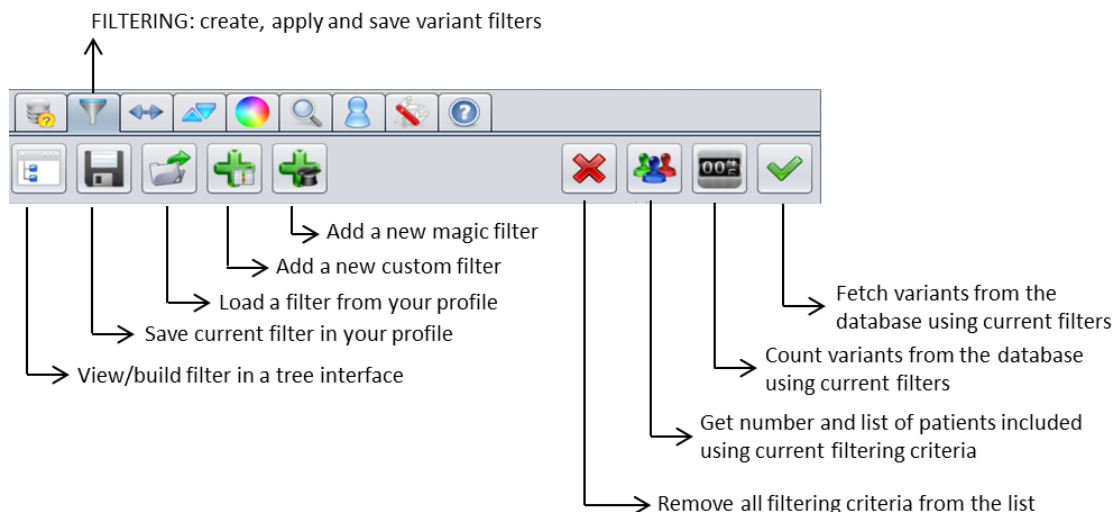 FILTERING: create, apply and save variant filters
Add a new magic filter
Add a new custom filter
Load a filter from your profile
Save current filter in your profile
View/build filter in a tree interface
Fetch variants from the
database using current filters
Count variants from the database
using current filters
Get number and list of patients included
using current filtering criteria
Remove all filtering criteria from the list